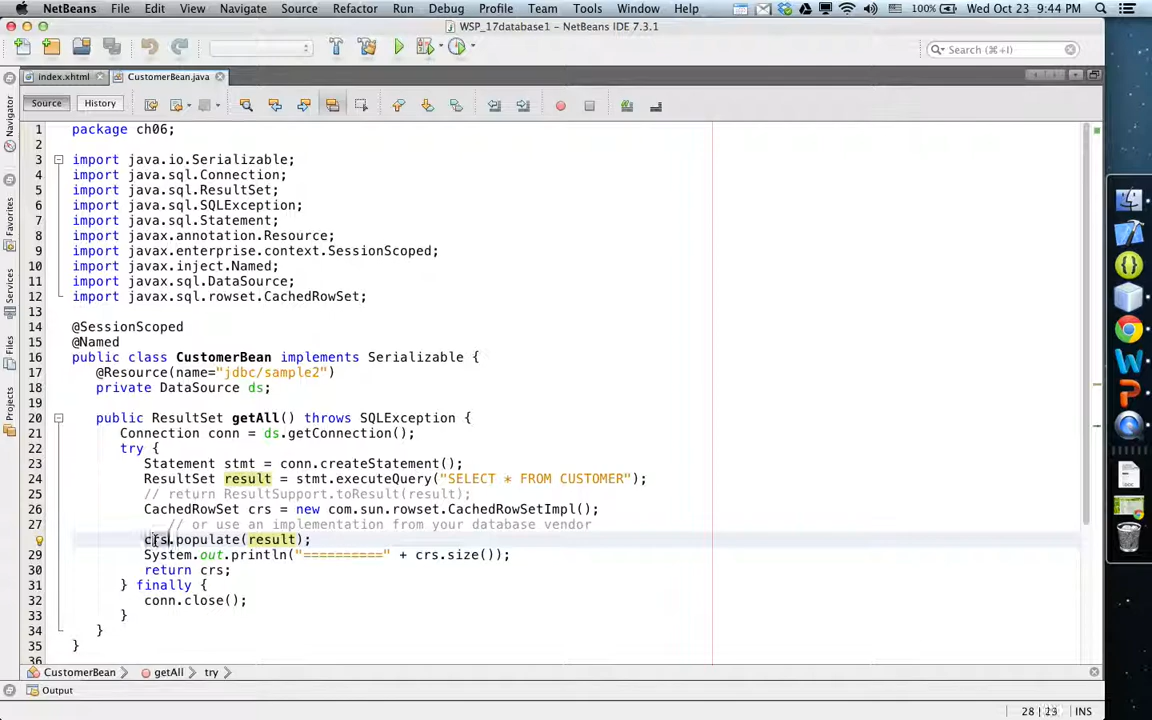 NetBeans File Edit View Navigate Source Refactor Run Debug Profile Team Tools Window Help 100% Wed Oct 23 9:44 PM
WSP_17database1 - NetBeans IDE 7.3.1
Search (⌘+I)
index.xhtml CustomerBean.java
Source History
Navigator
Favorites
Services
Files
Projects
1 package ch06;
2
3 import java.io.Serializable;
4 import java.sql.Connection;
5 import java.sql.ResultSet;
6 import java.sql.SQLException;
7 import java.sql.Statement;
8 import javax.annotation.Resource;
9 import javax.enterprise.context.SessionScoped;
10 import javax.inject.Named;
11 import javax.sql.DataSource;
12 import javax.sql.rowset.CachedRowSet;
13
14 @SessionScoped
15 @Named
16 public class CustomerBean implements Serializable {
17 @Resource(name="jdbc/sample2")
18 private DataSource ds;
19
20 public ResultSet getAll() throws SQLException {
21 Connection conn = ds.getConnection();
22 try {
23 Statement stmt = conn.createStatement();
24 ResultSet result = stmt.executeQuery("SELECT * FROM CUSTOMER");
25 // return ResultSupport.toResult(result);
26 CachedRowSet crs = new com.sun.rowset.CachedRowSetImpl();
27 // or use an implementation from your database vendor
crs.populate(result);
29 System.out.println("==========" + crs.size());
30 return crs;
31 } finally {
32 conn.close();
33 }
34 }
35 }
36
CustomerBean getAll try
Output
28 | 23 INS